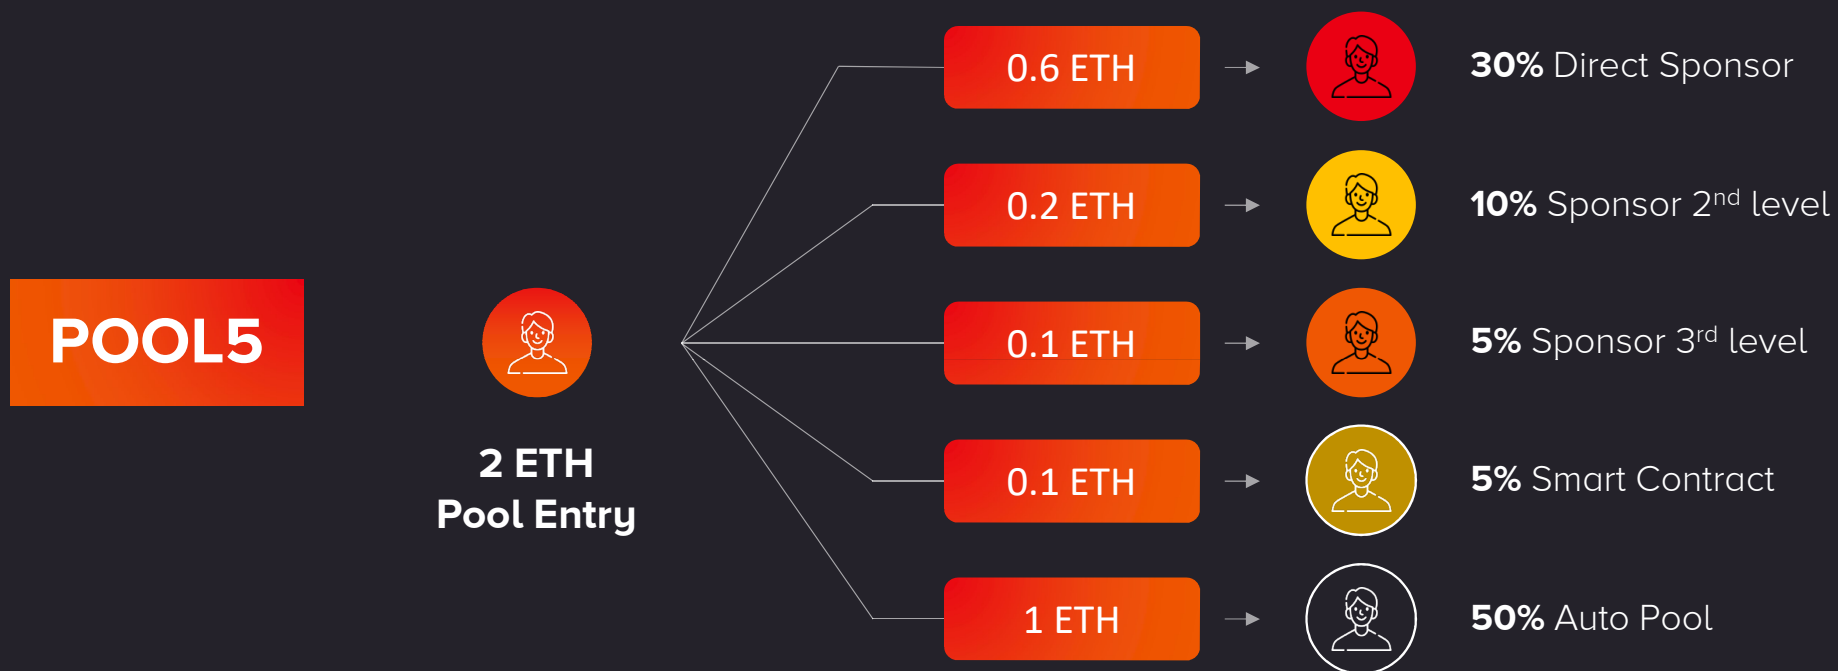 POOL5
2 ETH
Pool Entry
0.6 ETH
30% Direct Sponsor
0.2 ETH
10% Sponsor 2nd level
0.1 ETH
5% Sponsor 3rd level
0.1 ETH
5% Smart Contract
1 ETH
50% Auto Pool